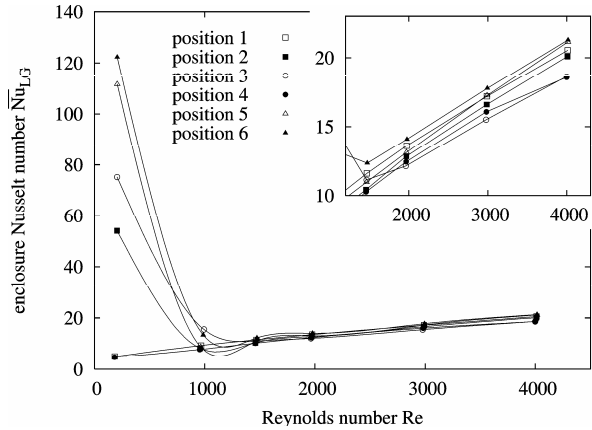 140
120
100
80
60
40
20
0
enclosure Nusselt number N̅u̅LG
position 1
position 2
position 3
position 4
position 5
position 6
20
15
10
2000
3000
4000
0
1000
2000
3000
4000
Reynolds number Re